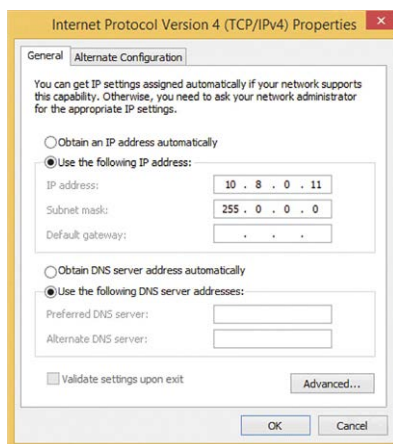 Internet Protocol Version 4 (TCP/IPv4) Properties
General
Alternate Configuration
You can get IP settings assigned automatically if your network supports
this capability. Otherwise, you need to ask your network administrator
for the appropriate IP settings.
Obtain an IP address automatically
Use the following IP address:
IP address: 10 . 8 . 0 . 11
Subnet mask: 255 . 0 . 0 . 0
Default gateway: . . .
Obtain DNS server address automatically
Use the following DNS server addresses:
Preferred DNS server:
Alternate DNS server:
Validate settings upon exit
Advanced...
OK
Cancel